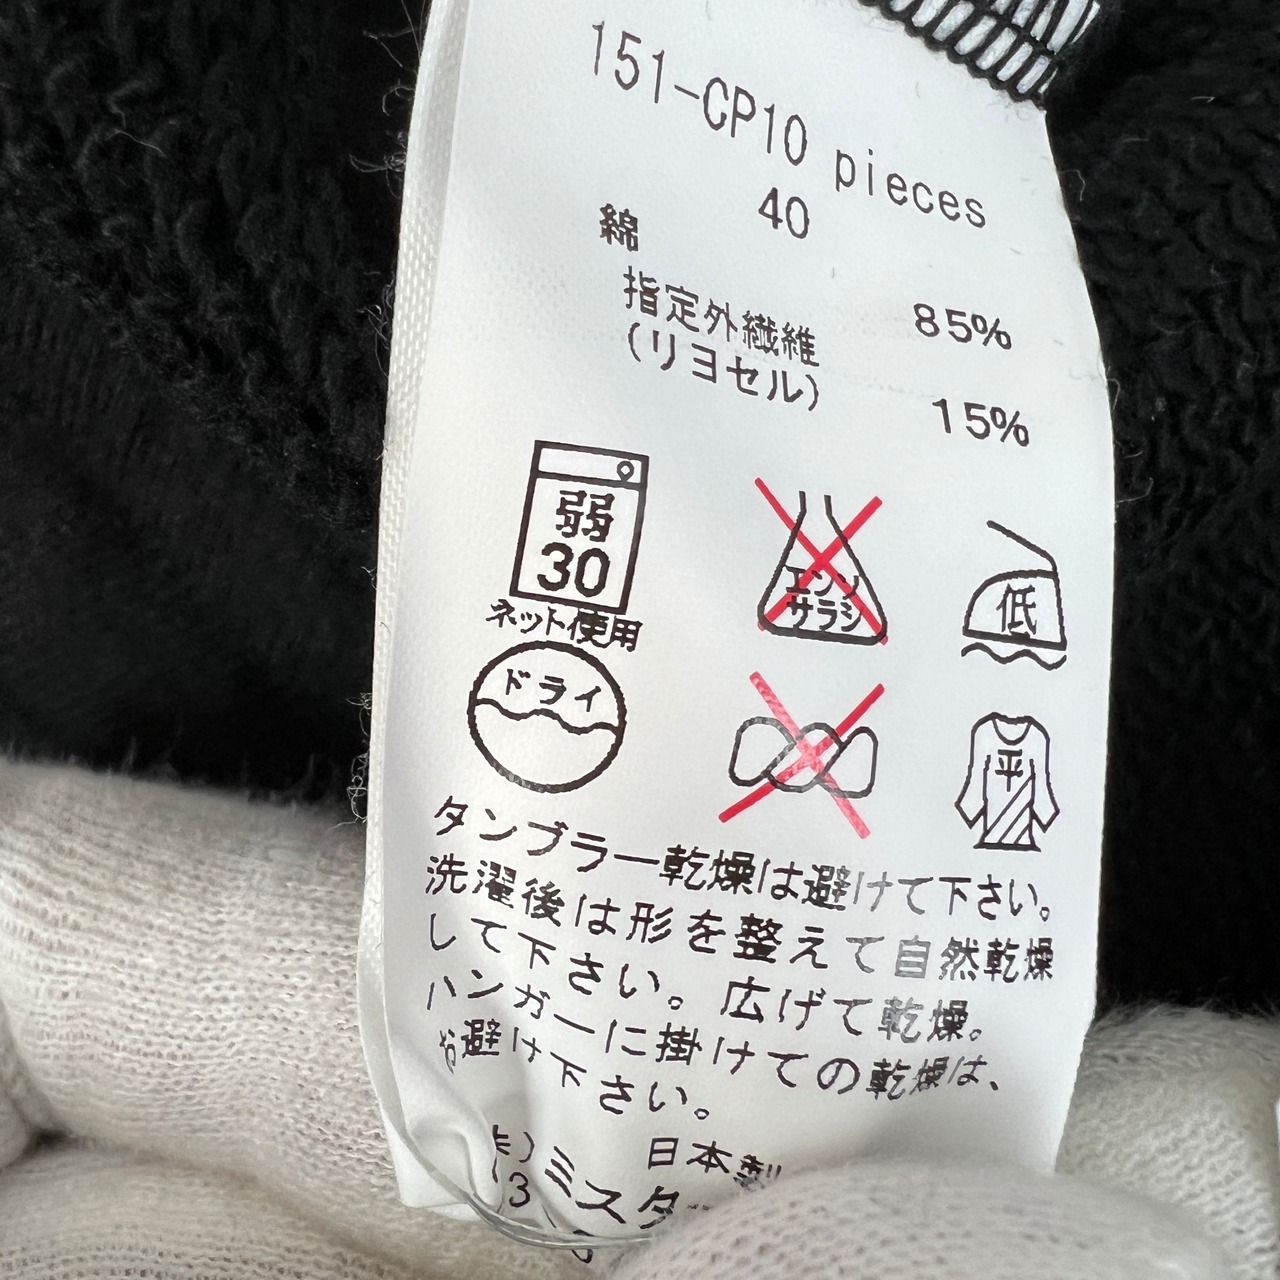 151-CP10 pieces
40
綿 85%
指定外繊維
(リヨセル) 15%
弱
30
ネット使用
エンソ
サラシ
低
ドライ
平
タンブラー乾燥は避けて下さい。
洗濯後は形を整えて自然乾燥
して下さい。広げて乾燥。
ハンガーに掛けての乾燥は、
お避け下さい。
日本製
ミスタ